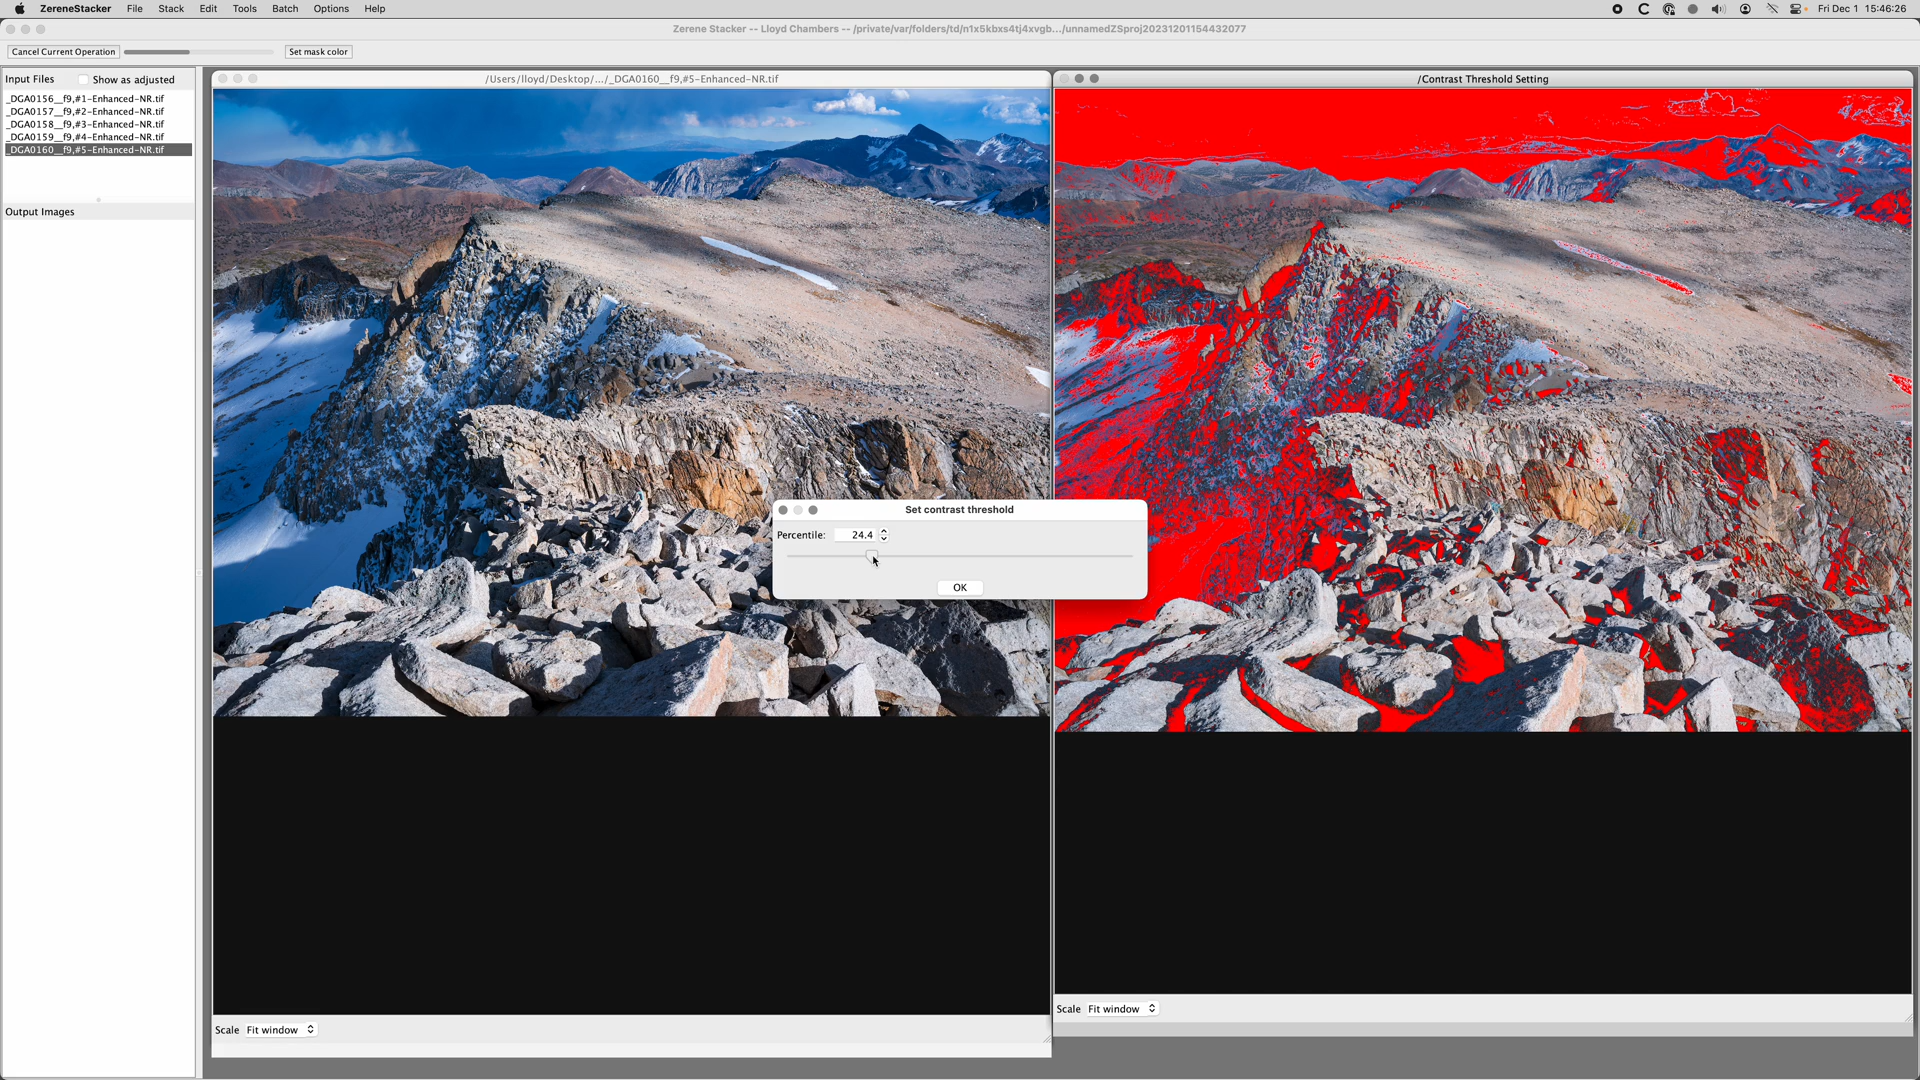 ZereneStacker File Stack Edit Tools Batch Options Help Fri Dec 1 15:46:26
Zerene Stacker -- Lloyd Chambers -- /private/var/folders/td/n1x5kbxs4tj4xvgb.../unnamedZSproj20231201154432077
Cancel Current Operation Set mask color
Input Files Show as adjusted
_DGA0156__f9,#1-Enhanced-NR.tif
_DGA0157__f9,#2-Enhanced-NR.tif
_DGA0158__f9,#3-Enhanced-NR.tif
_DGA0159__f9,#4-Enhanced-NR.tif
_DGA0160__f9,#5-Enhanced-NR.tif
Output Images
/Users/lloyd/Desktop/.../_DGA0160__f9,#5-Enhanced-NR.tif
Scale Fit window
/Contrast Threshold Setting
Scale Fit window
Set contrast threshold
Percentile: 24.4
OK